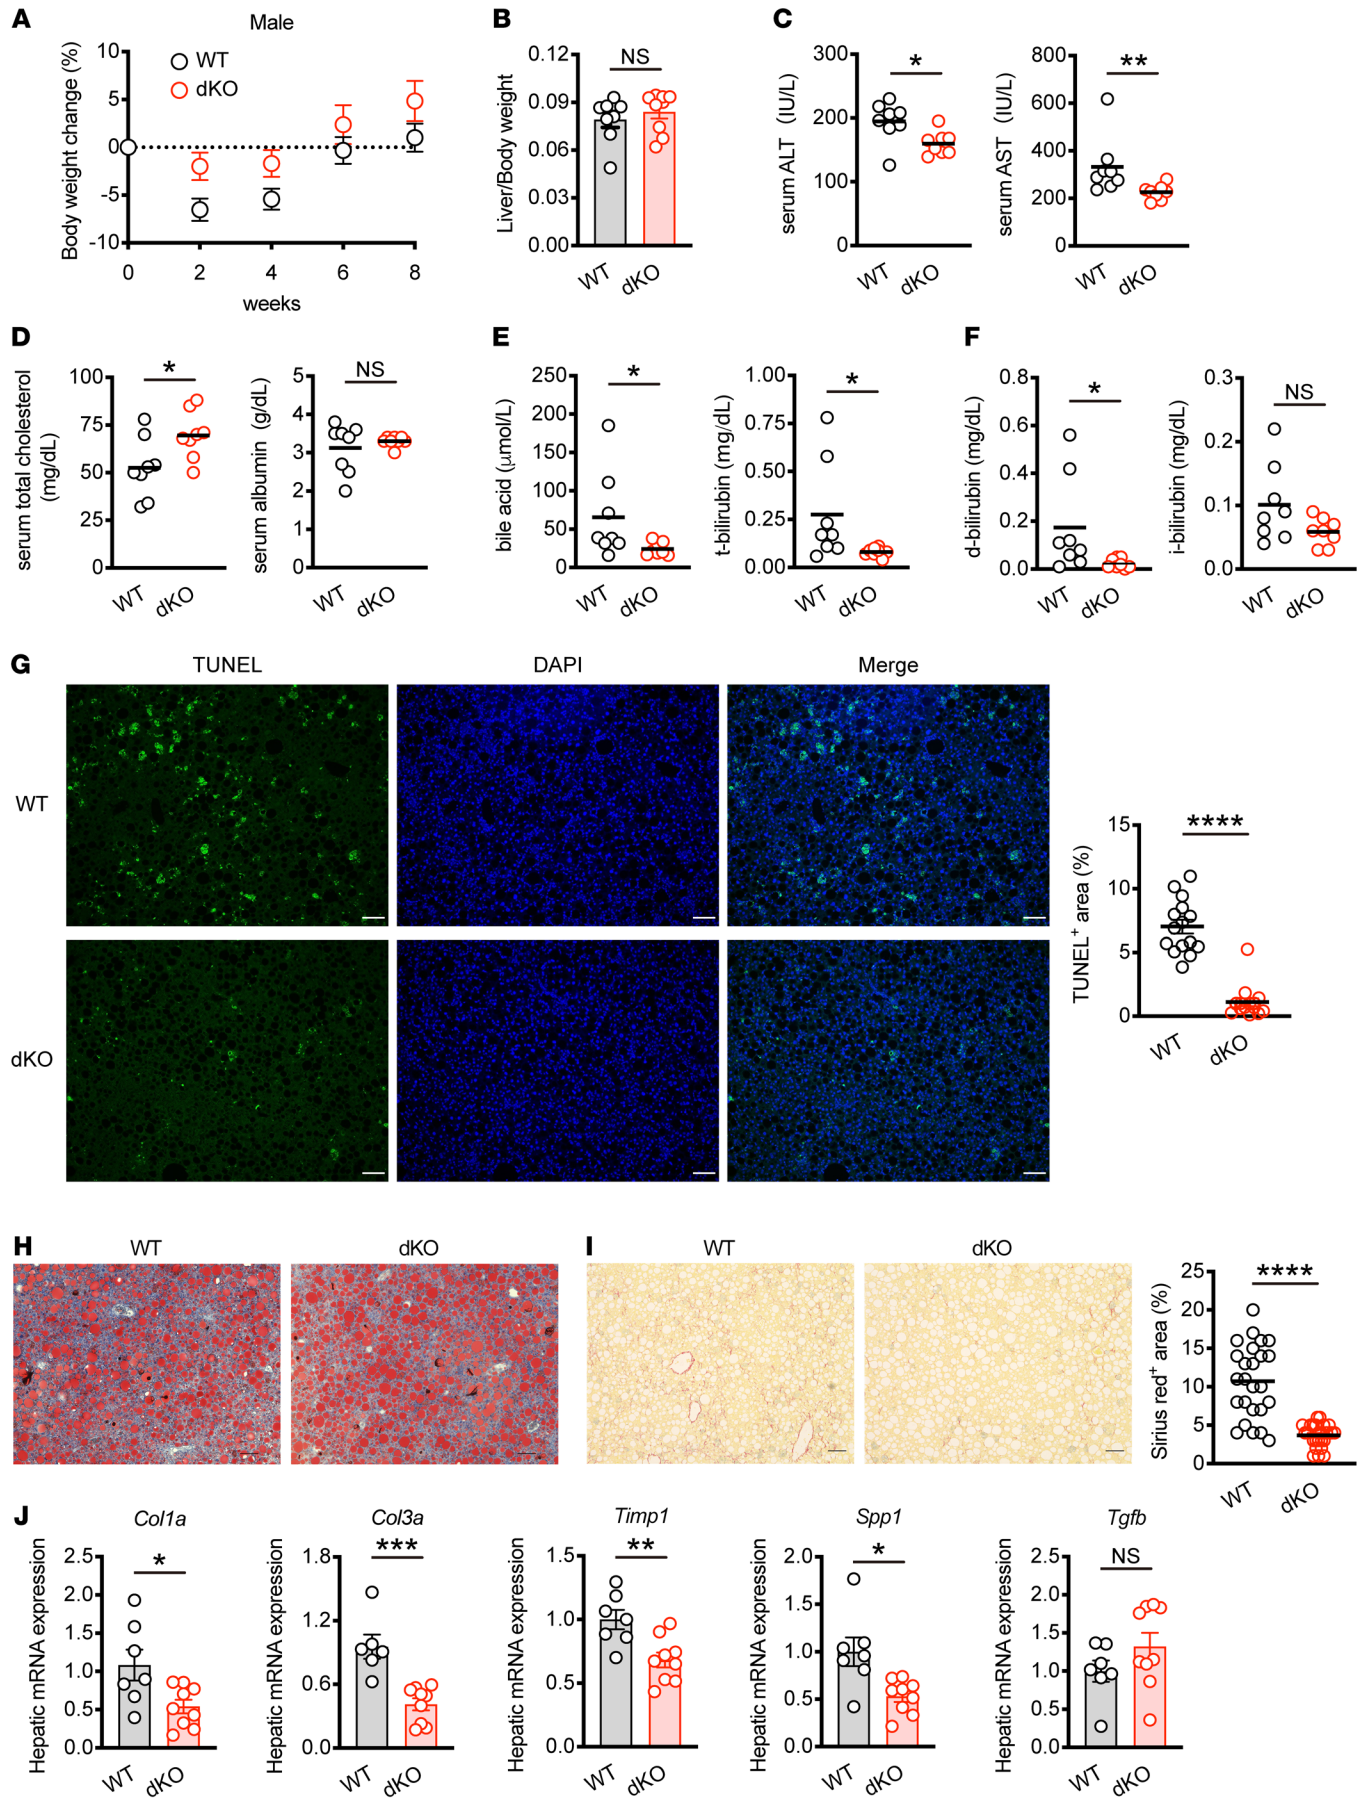 A
Male
Body weight change (%)
10
5
0
-5
-10
WT
dKO
0 2 4 6 8
weeks
B
Liver/Body weight
0.12
0.09
0.06
0.03
0.00
NS
WT dKO
C
serum ALT (IU/L)
300
200
100
0
*
WT dKO
serum AST (IU/L)
800
600
400
200
0
**
WT dKO
D
serum total cholesterol
(mg/dL)
100
75
50
25
0
*
WT dKO
serum albumin (g/dL)
5
4
3
2
1
0
NS
WT dKO
E
bile acid (μmol/L)
250
200
150
100
50
0
*
WT dKO
t-bilirubin (mg/dL)
1.00
0.75
0.50
0.25
0.00
*
WT dKO
F
d-bilirubin (mg/dL)
0.8
0.6
0.4
0.2
0.0
*
WT dKO
i-bilirubin (mg/dL)
0.3
0.2
0.1
0.0
NS
WT dKO
G
TUNEL DAPI Merge
WT
dKO
TUNEL+ area (%)
15
10
5
0
****
WT dKO
H
WT dKO
I
WT dKO
Sirius red+ area (%)
25
20
15
10
5
0
****
WT dKO
J
Col1a
Hepatic mRNA expression
2.5
2.0
1.5
1.0
0.5
0.0
*
WT dKO
Col3a
Hepatic mRNA expression
1.8
1.2
0.6
0.0
***
WT dKO
Timp1
Hepatic mRNA expression
1.5
1.0
0.5
0.0
**
WT dKO
Spp1
Hepatic mRNA expression
2.0
1.5
1.0
0.5
0.0
*
WT dKO
Tgfb
Hepatic mRNA expression
2.5
2.0
1.5
1.0
0.5
0.0
NS
WT dKO